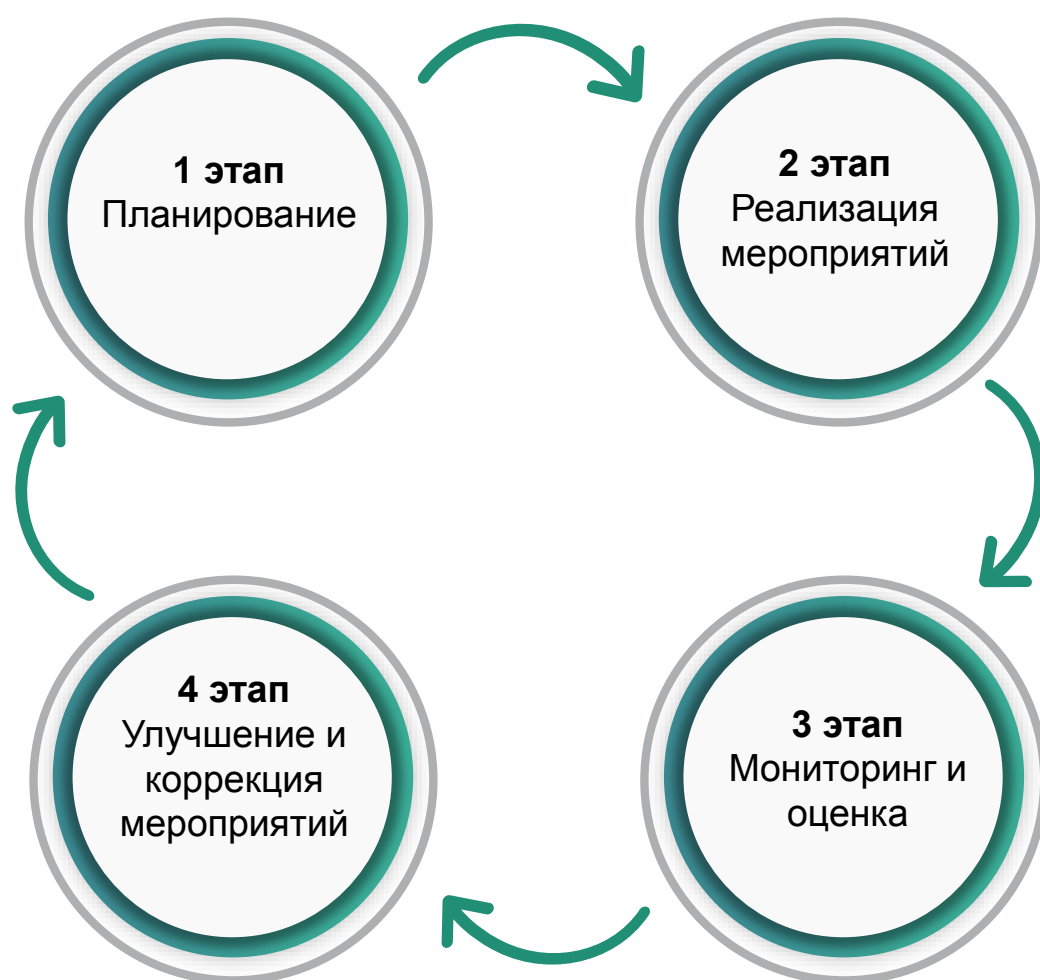 1 этап
Планирование
2 этап
Реализация
мероприятий
3 этап
Мониторинг и
оценка
4 этап
Улучшение и
коррекция
мероприятий